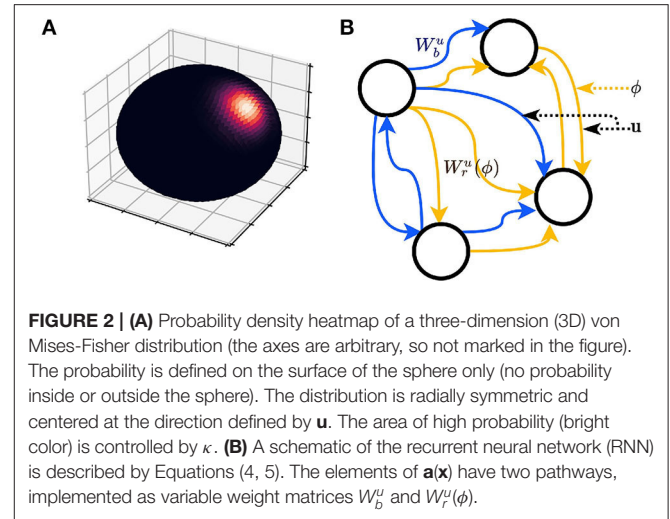 A
B
W_b^u
ϕ
u
W_r^u(ϕ)
FIGURE 2 | (A) Probability density heatmap of a three-dimension (3D) von
Mises-Fisher distribution (the axes are arbitrary, so not marked in the figure).
The probability is defined on the surface of the sphere only (no probability
inside or outside the sphere). The distribution is radially symmetric and
centered at the direction defined by u. The area of high probability (bright
color) is controlled by κ. (B) A schematic of the recurrent neural network (RNN)
is described by Equations (4, 5). The elements of a(x) have two pathways,
implemented as variable weight matrices W_b^u and W_r^u(ϕ).